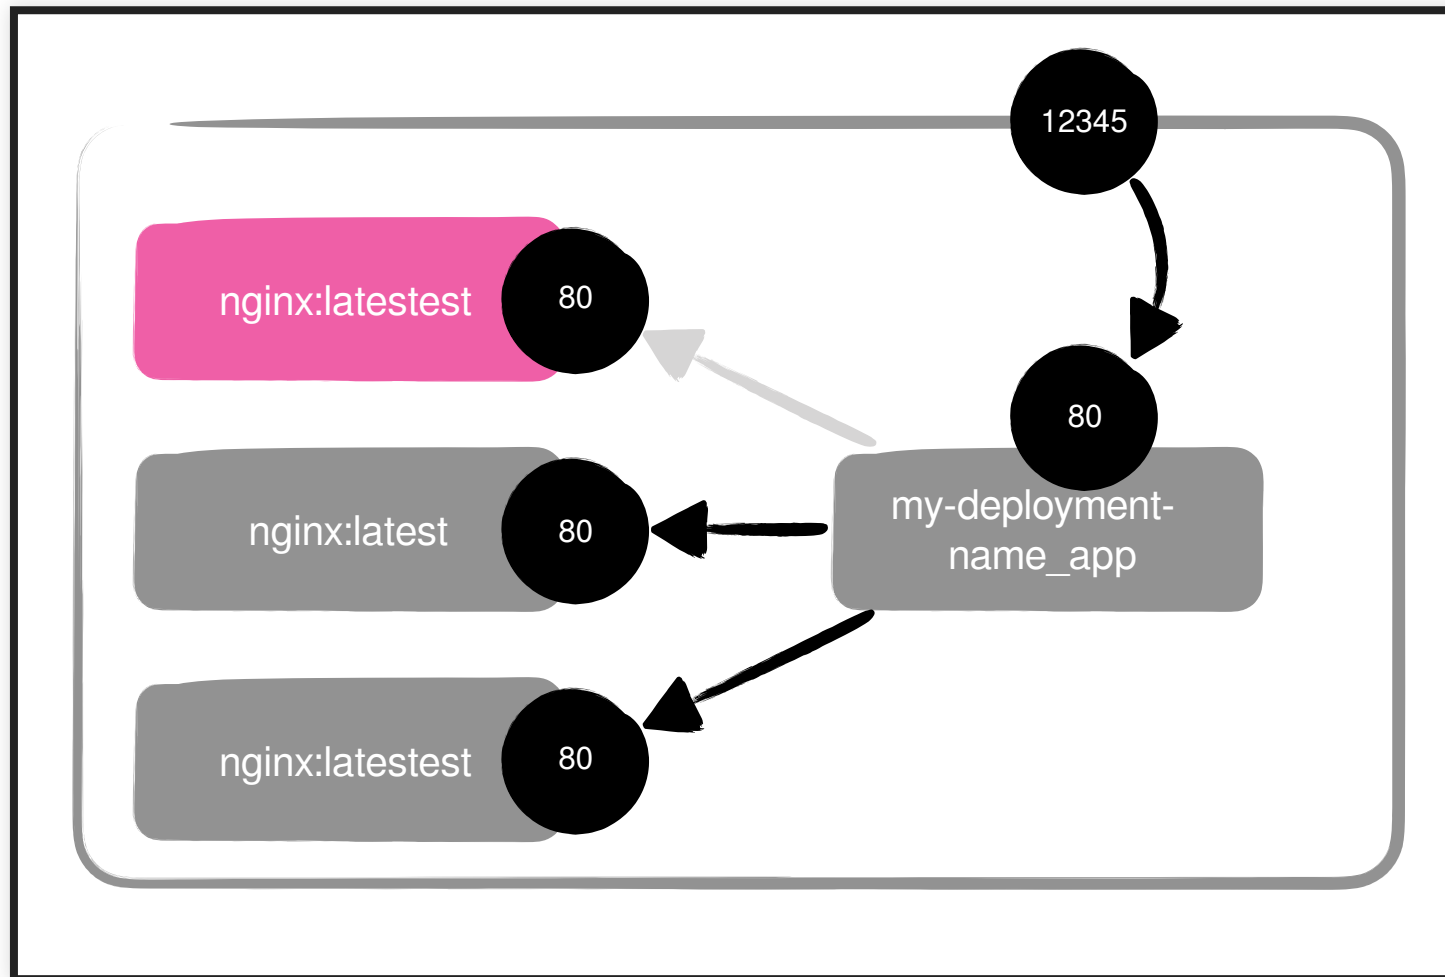 12345
nginx:latestest
80
80
nginx:latest
80
my-deployment-
name_app
nginx:latestest
80